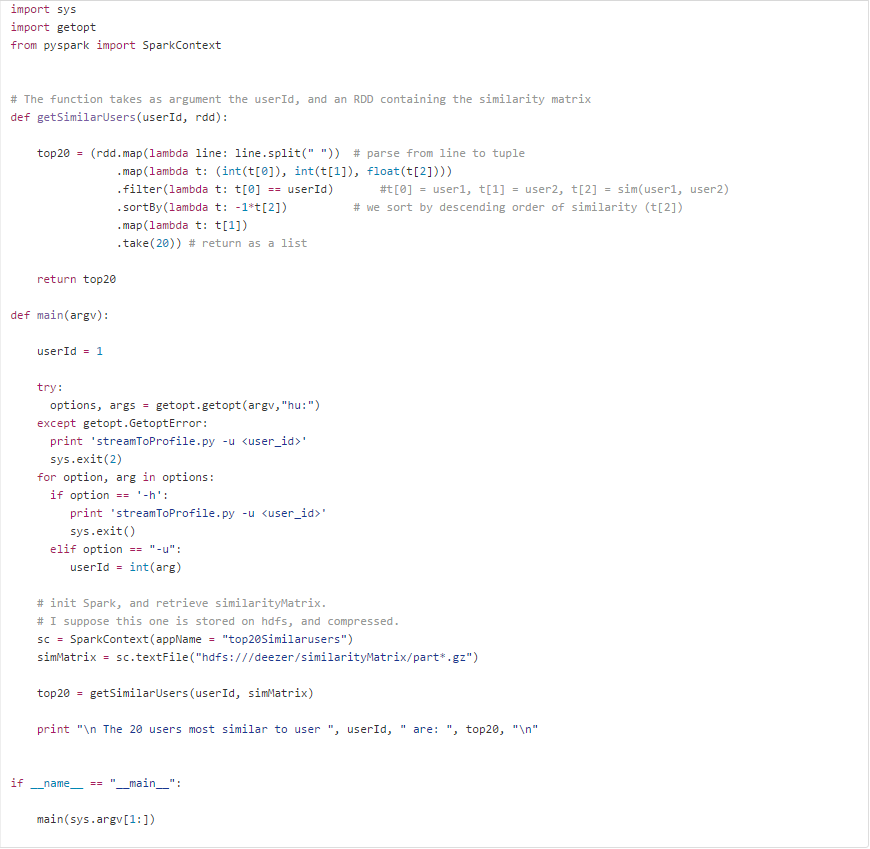 import sys
import getopt
from pyspark import SparkContext
# The function takes as argument the userId, and an RDD containing the similarity matrix
def getSimilarUsers(userId, rdd):
    top20 = (rdd.map(lambda line: line.split(" "))  # parse from line to tuple
                .map(lambda t: (int(t[0]), int(t[1]), float(t[2])))
                .filter(lambda t: t[0] == userId)       #t[0] = user1, t[1] = user2, t[2] = sim(user1, user2)
                .sortBy(lambda t: -1*t[2])          # we sort by descending order of similarity (t[2])
                .map(lambda t: t[1])
                .take(20)) # return as a list
    return top20
def main(argv):
    userId = 1
    try:
      options, args = getopt.getopt(argv,"hu:")
    except getopt.GetoptError:
      print 'streamToProfile.py -u <user_id>'
      sys.exit(2)
    for option, arg in options:
      if option == '-h':
         print 'streamToProfile.py -u <user_id>'
         sys.exit()
      elif option == "-u":
         userId = int(arg)
    # init Spark, and retrieve similarityMatrix.
    # I suppose this one is stored on hdfs, and compressed.
    sc = SparkContext(appName = "top20Similarusers")
    simMatrix = sc.textFile("hdfs:///deezer/similarityMatrix/part*.gz")
    top20 = getSimilarUsers(userId, simMatrix)
    print "\n The 20 users most similar to user ", userId, " are: ", top20, "\n"
if __name__ == "__main__":
    main(sys.argv[1:])